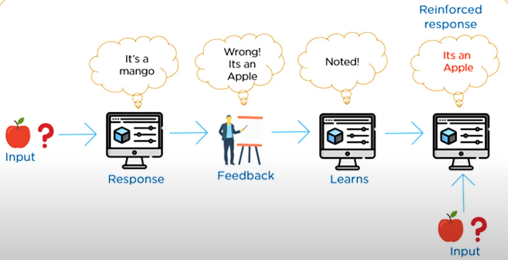 Reinforced
response
It's a
mango
Wrong!
Its an
Apple
Noted!
Its an
Apple
?
Input
Response
Feedback
Learns
?
Input